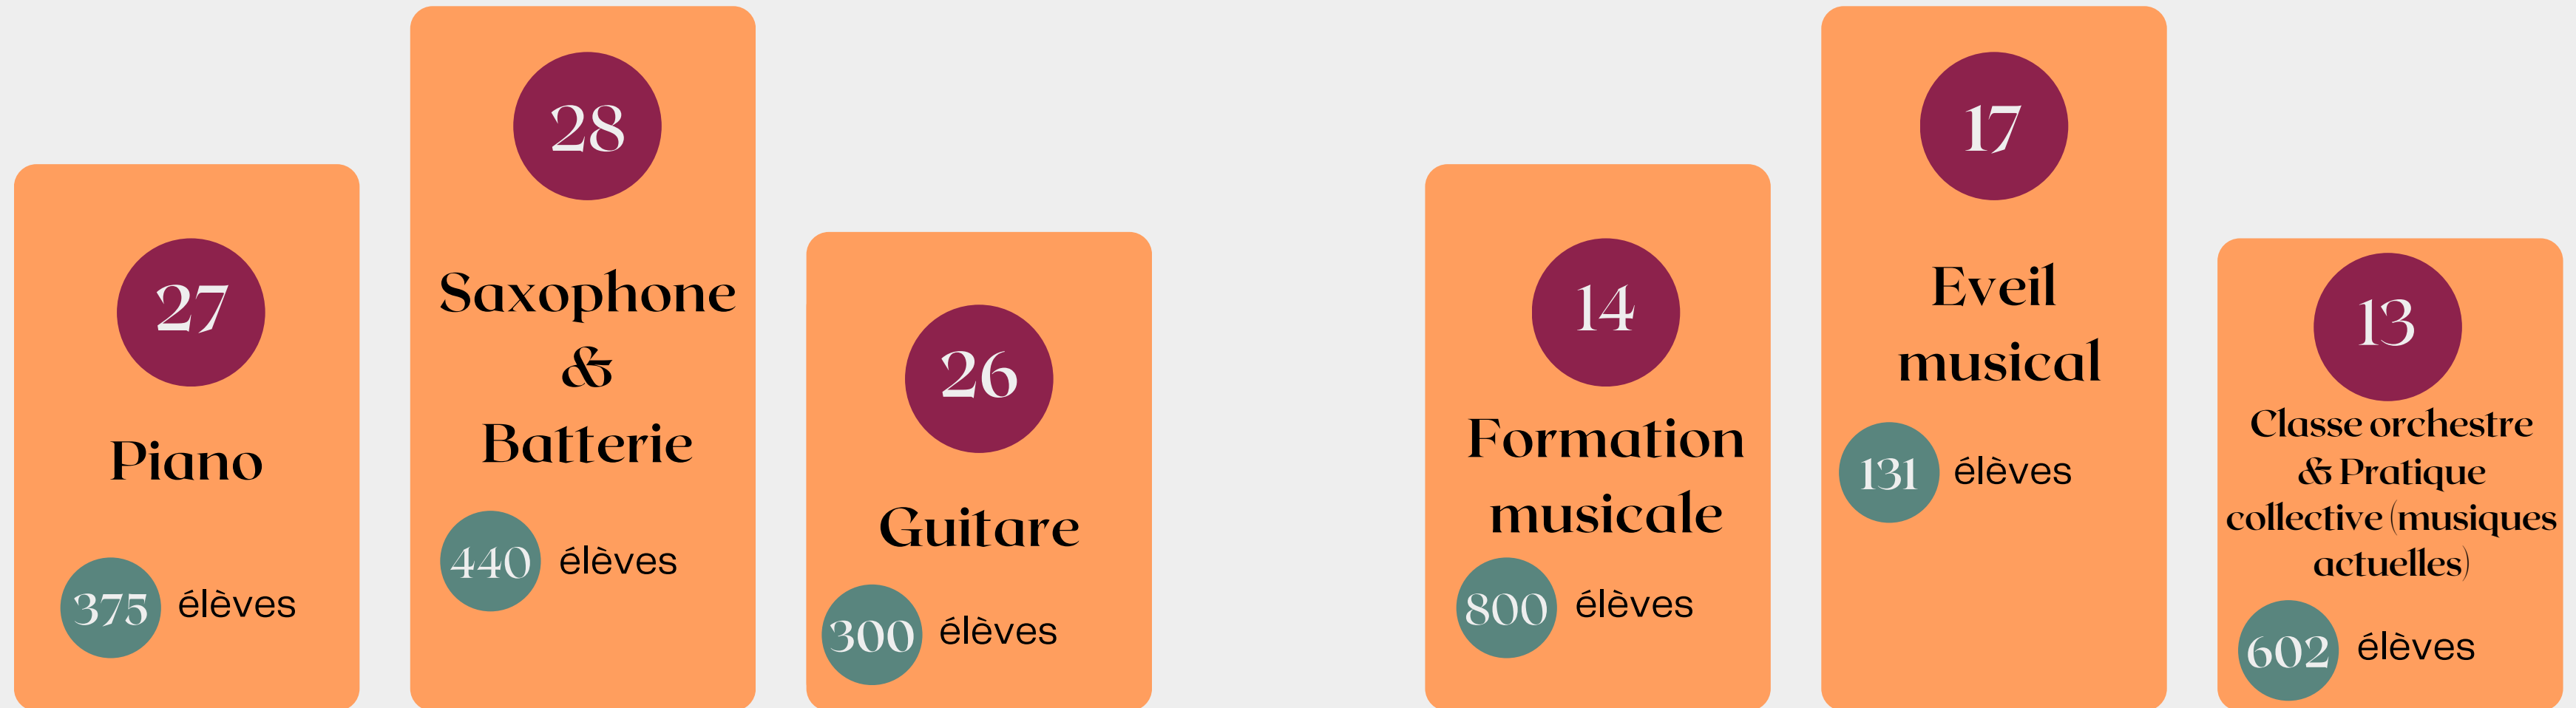 27
Piano
375 élèves
28
Saxophone
&
Batterie
440 élèves
26
Guitare
300 élèves
14
Formation
musicale
800 élèves
17
Eveil
musical
131 élèves
13
Classe orchestre
& Pratique
collective (musiques
actuelles)
602 élèves